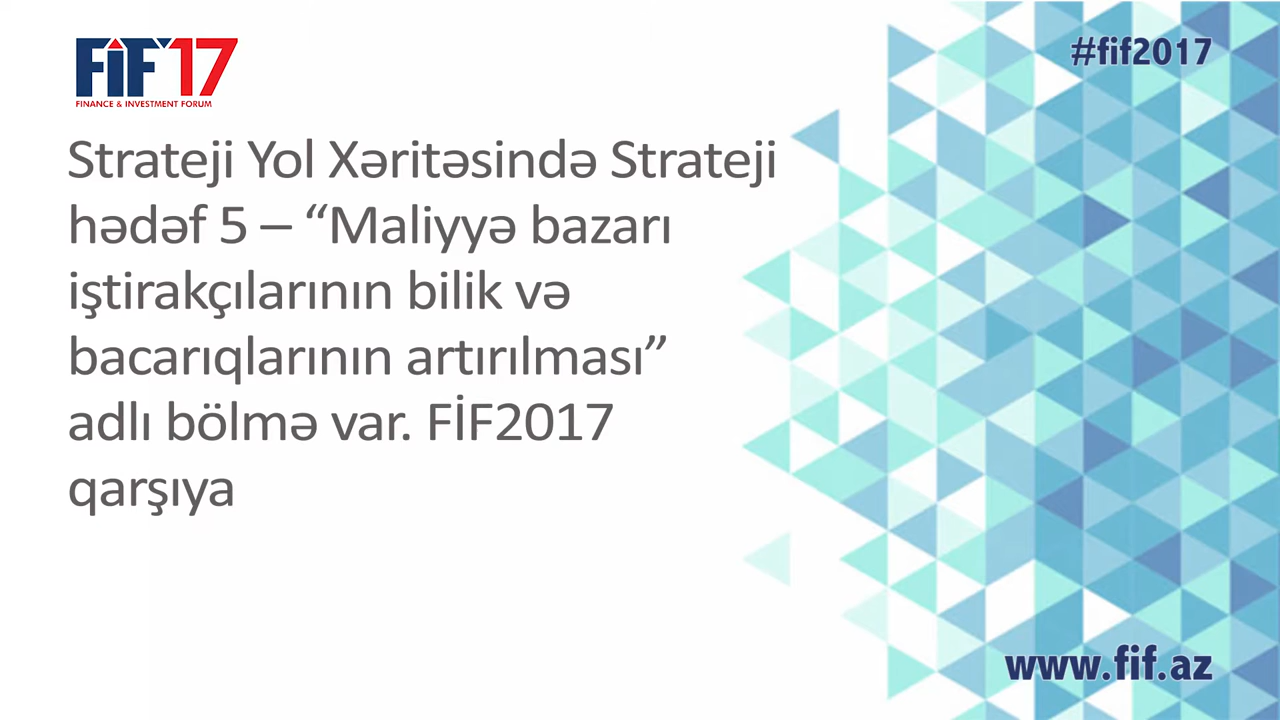 FİF'17
FINANCE & INVESTMENT FORUM
#fif2017
Strateji Yol Xəritəsində Strateji
hədəf 5 – “Maliyyə bazarı
iştirakçılarının bilik və
bacarıqlarının artırılması”
adlı bölmə var. FİF2017
qarşıya
www.fif.az